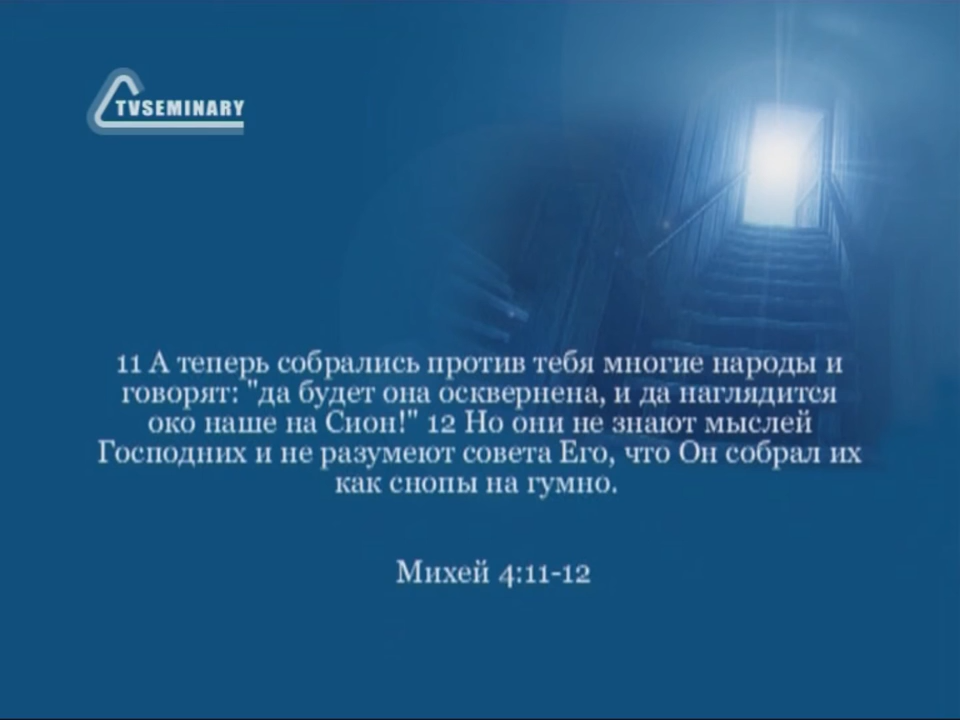 TVSEMINARY
11 А теперь собрались против тебя многие народы и
говорят: "да будет она осквернена, и да наглядится
око наше на Сион!" 12 Но они не знают мыслей
Господних и не разумеют совета Его, что Он собрал их
как снопы на гумно.
Михей 4:11-12